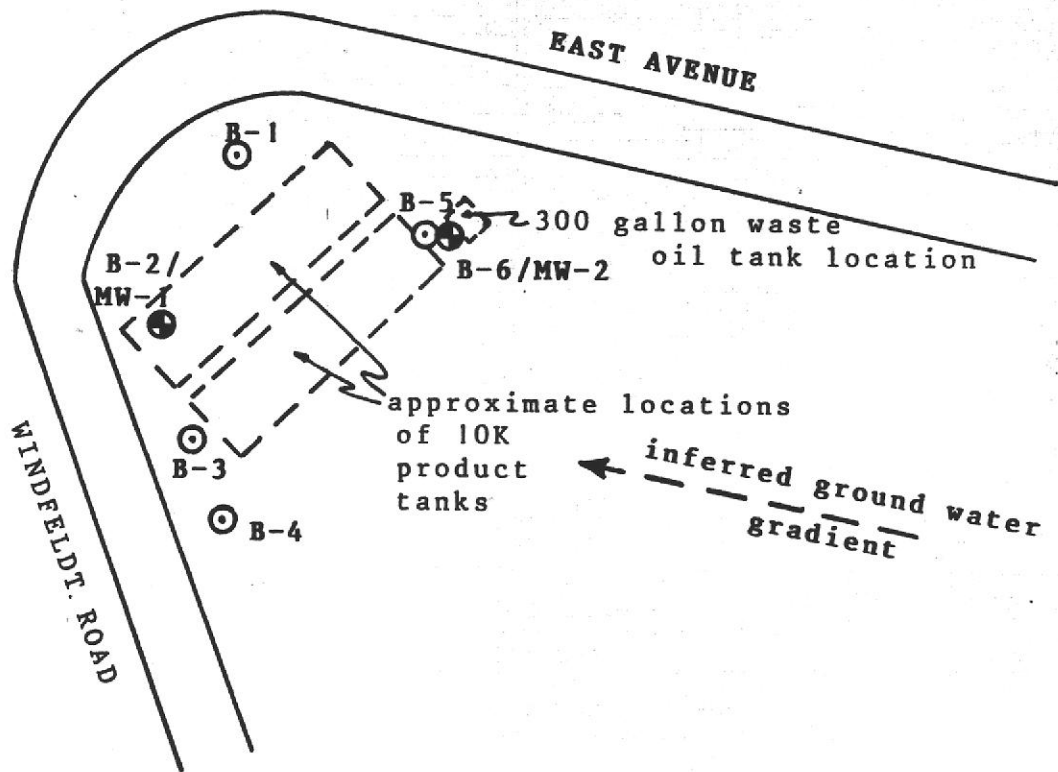 EAST AVENUE
B-1
B-5
300 gallon waste
oil tank location
B-2/
MW-1
B-6/MW-2
approximate locations
of 10K
product
tanks
B-3
B-4
inferred ground water
gradient
WINDFELDT. ROAD